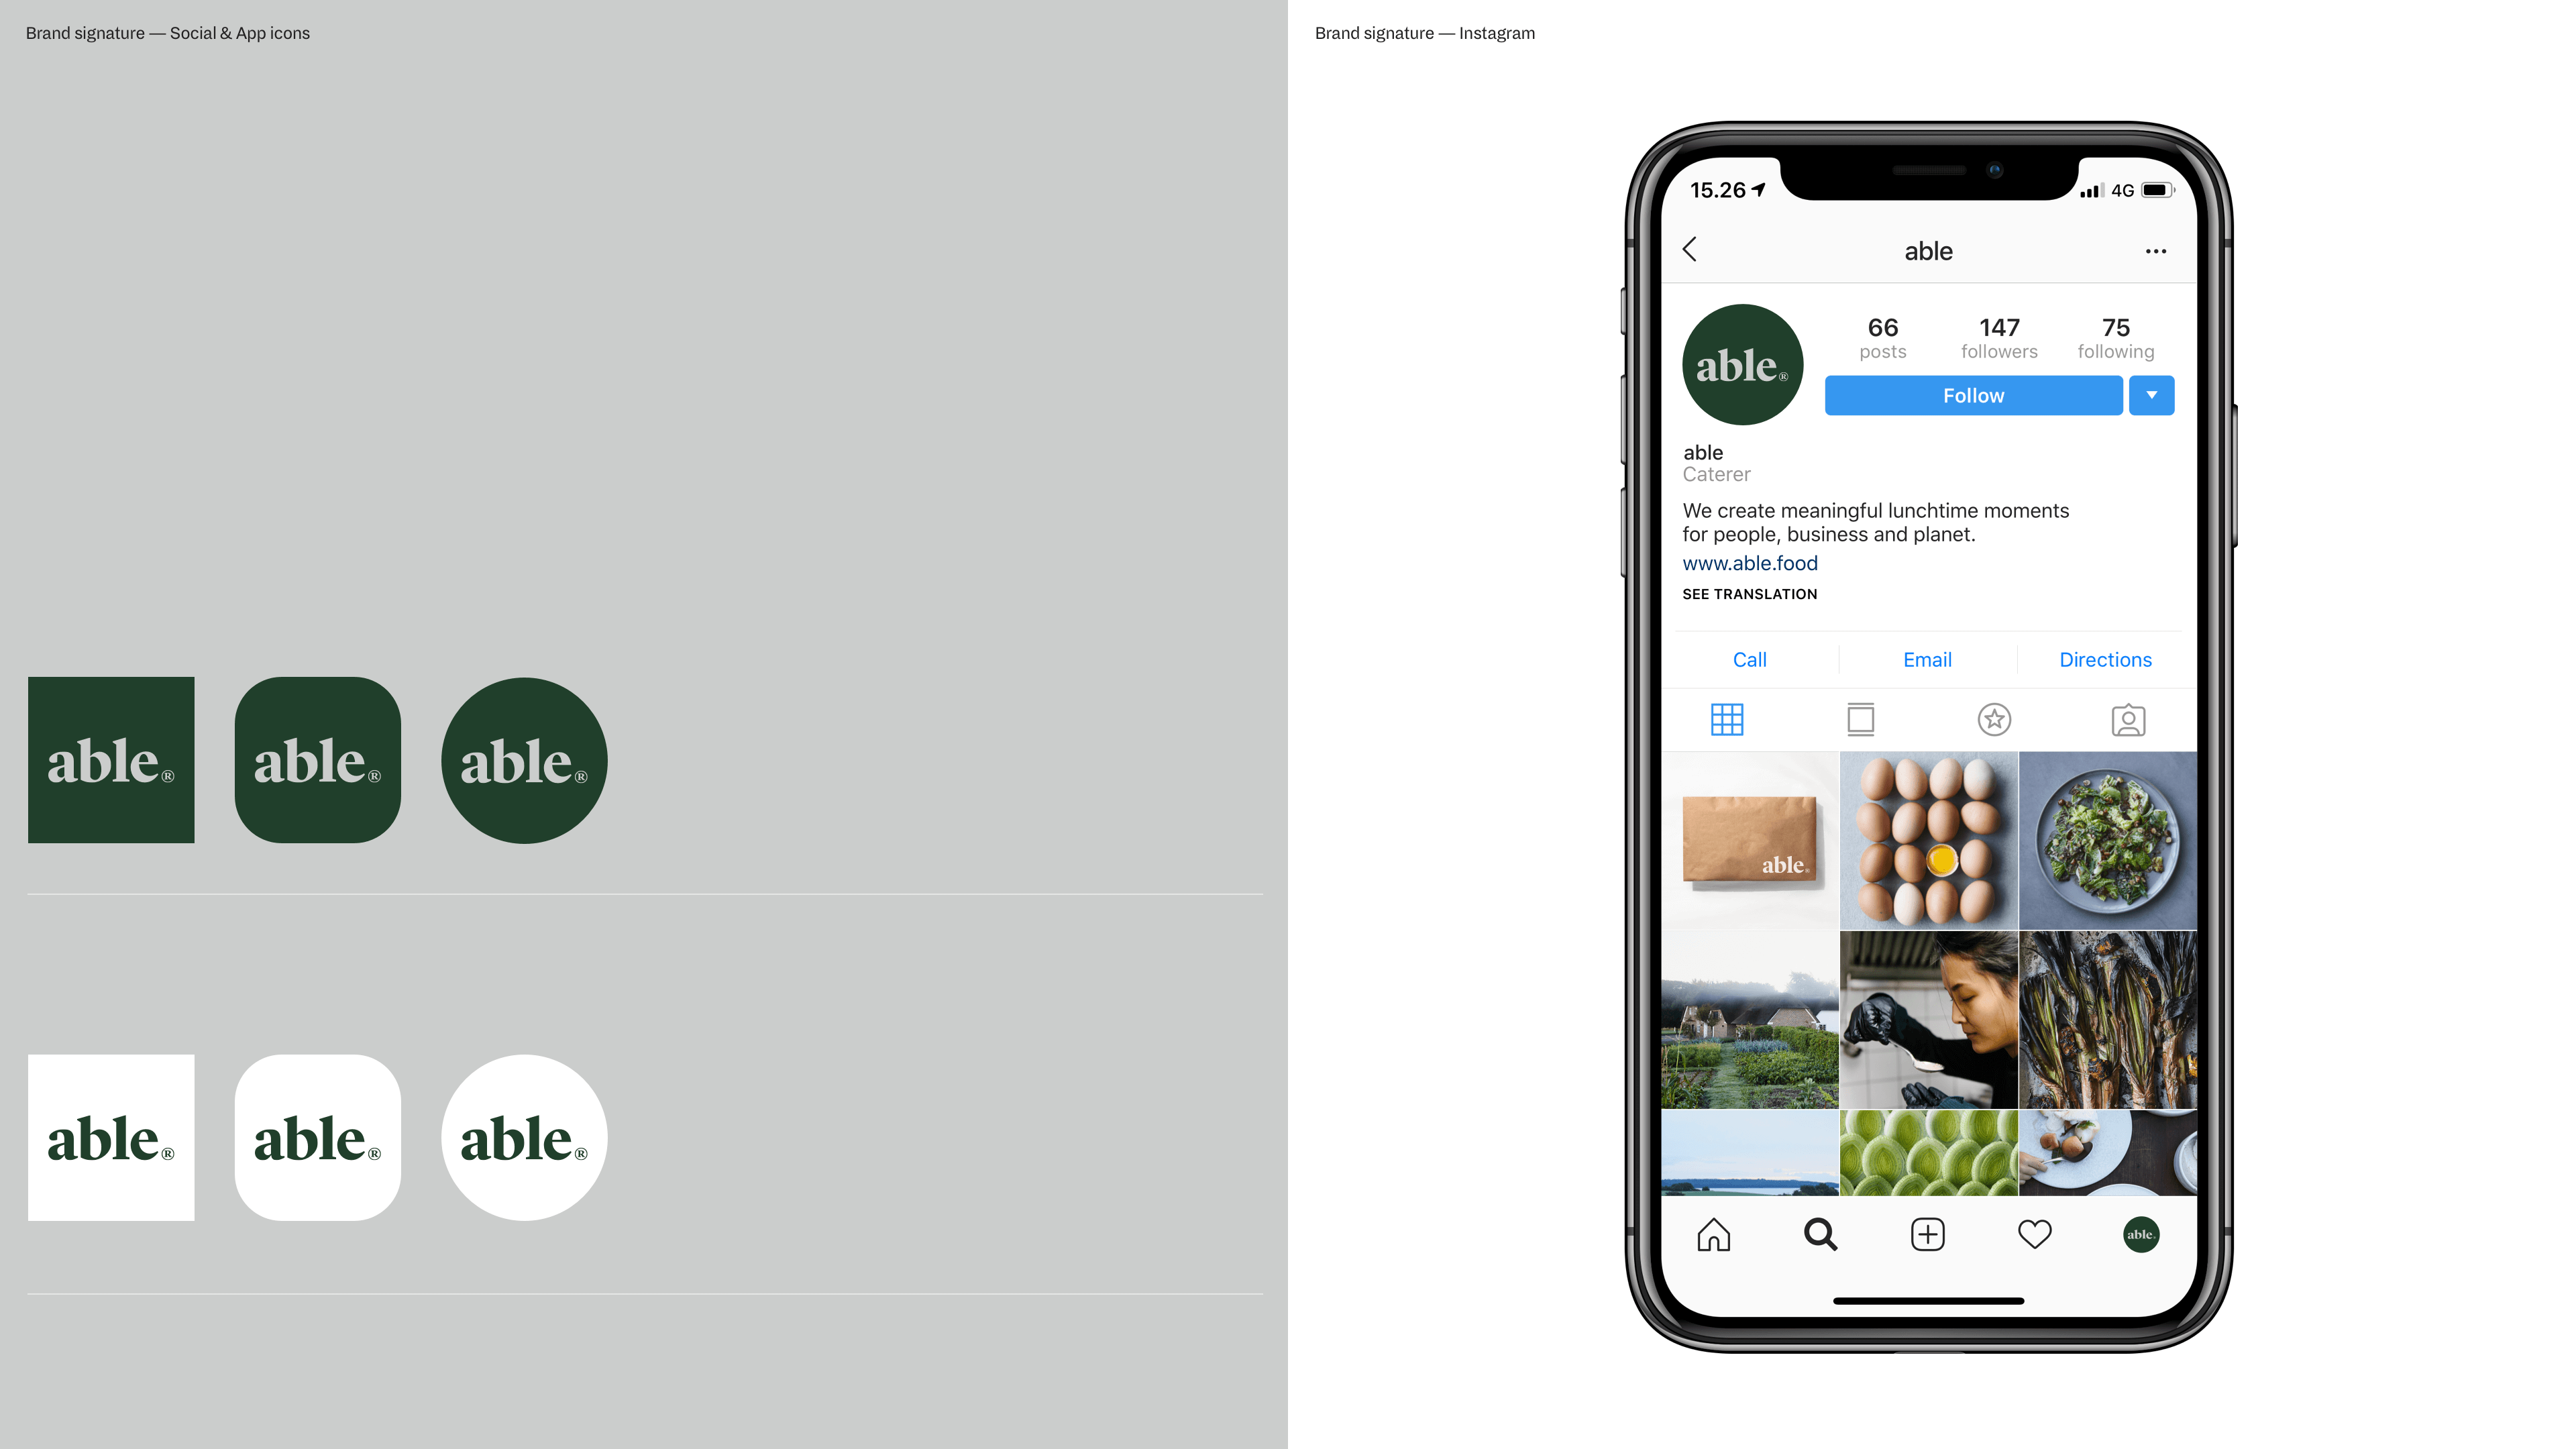 Brand signature — Social & App icons
able.®
able.®
able.®
able.®
able.®
able.®
Brand signature — Instagram
15.26
4G
able
able.®
66
147
75
posts
followers
following
Follow
able
Caterer
We create meaningful lunchtime moments
for people, business and planet.
www.able.food
SEE TRANSLATION
Call
Email
Directions
able.®
able.